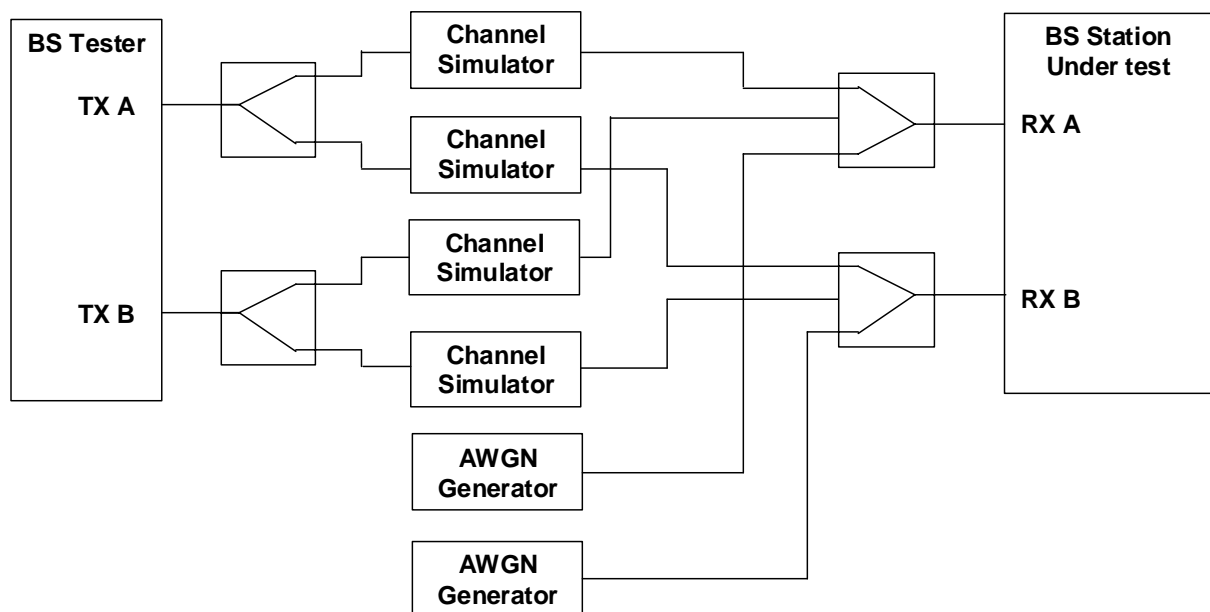 BS Tester
TX A
TX B
Channel
Simulator
Channel
Simulator
Channel
Simulator
Channel
Simulator
AWGN
Generator
AWGN
Generator
BS Station
Under test
RX A
RX B